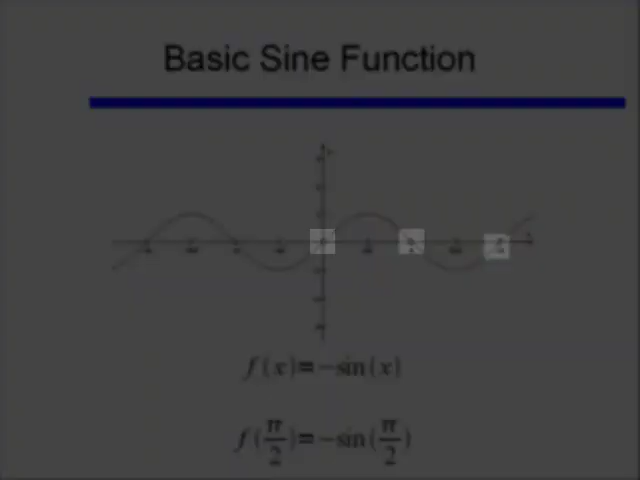 Basic Sine Function
f(x)=−sin(x)
f(π/2)=−sin(π/2)